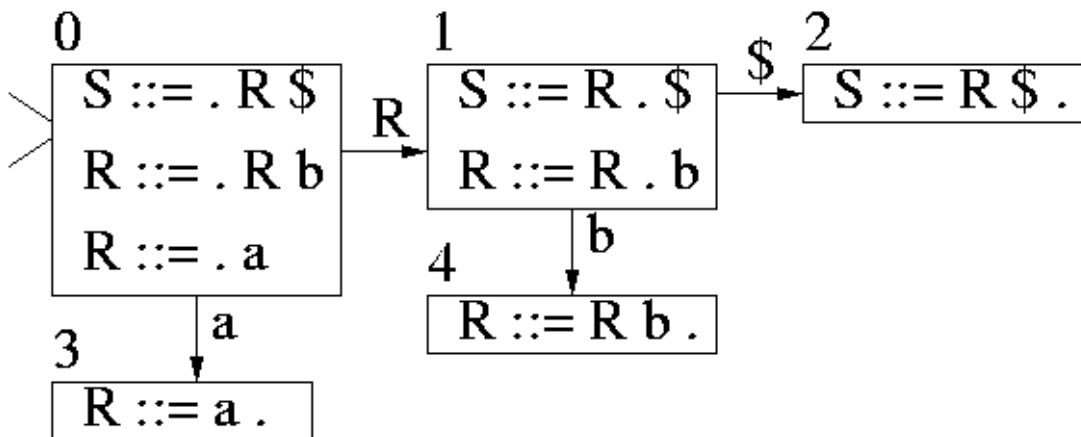 0
S ::= . R $
R ::= . R b
R ::= . a
R
1
S ::= R . $
R ::= R . b
$
2
S ::= R $ .
a
b
3
R ::= a .
4
R ::= R b .